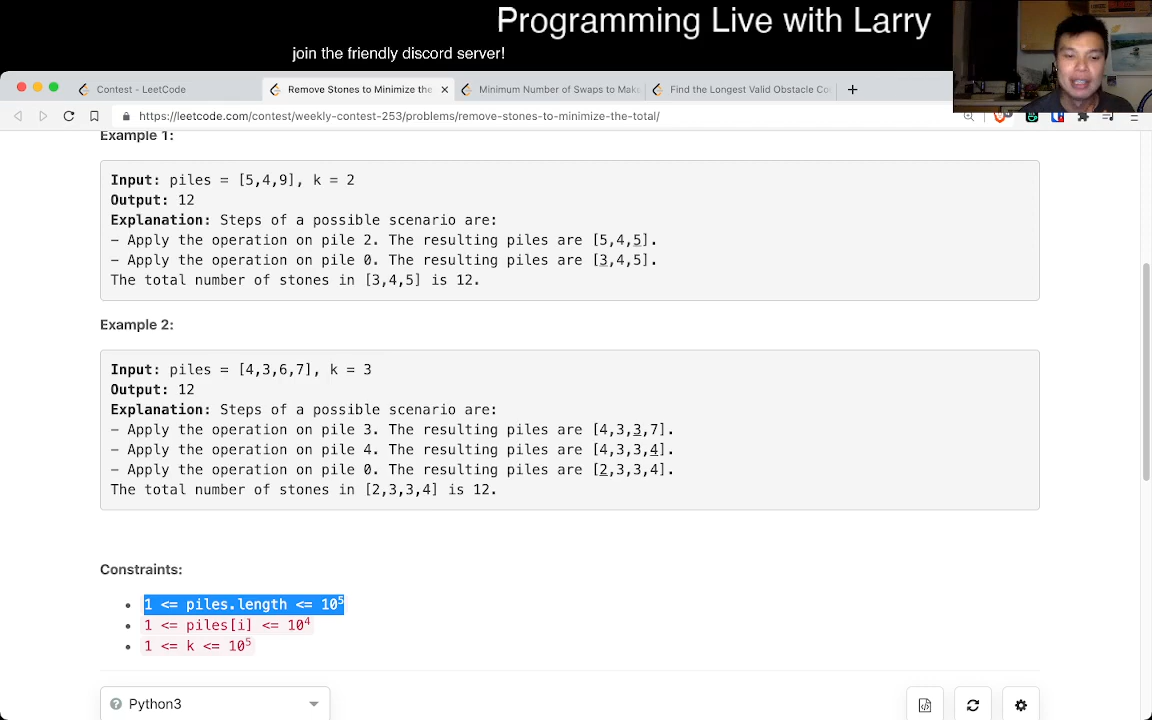 Programming Live with Larry
join the friendly discord server!
Contest - LeetCode
Remove Stones to Minimize the
Minimum Number of Swaps to Make
Find the Longest Valid Obstacle Co
https://leetcode.com/contest/weekly-contest-253/problems/remove-stones-to-minimize-the-total/
Example 1:
Input: piles = [5,4,9], k = 2
Output: 12
Explanation: Steps of a possible scenario are:
- Apply the operation on pile 2. The resulting piles are [5,4,5].
- Apply the operation on pile 0. The resulting piles are [3,4,5].
The total number of stones in [3,4,5] is 12.
Example 2:
Input: piles = [4,3,6,7], k = 3
Output: 12
Explanation: Steps of a possible scenario are:
- Apply the operation on pile 3. The resulting piles are [4,3,3,7].
- Apply the operation on pile 4. The resulting piles are [4,3,3,4].
- Apply the operation on pile 0. The resulting piles are [2,3,3,4].
The total number of stones in [2,3,3,4] is 12.
Constraints:
• 1 <= piles.length <= 10⁵
• 1 <= piles[i] <= 10⁴
• 1 <= k <= 10⁵
Python3